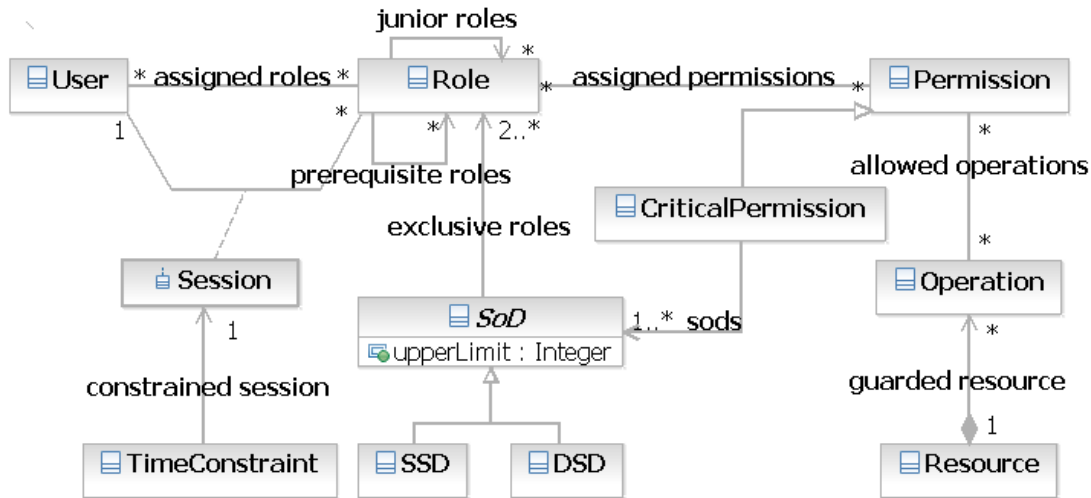 junior roles
*
User
* assigned roles *
Role
* assigned permissions *
Permission
1
*
*
2..*
*
prerequisite roles
allowed operations
CriticalPermission
exclusive roles
*
Session
Operation
SoD
1..* sods
1
*
upperLimit : Integer
constrained session
guarded resource
1
TimeConstraint
SSD
DSD
Resource